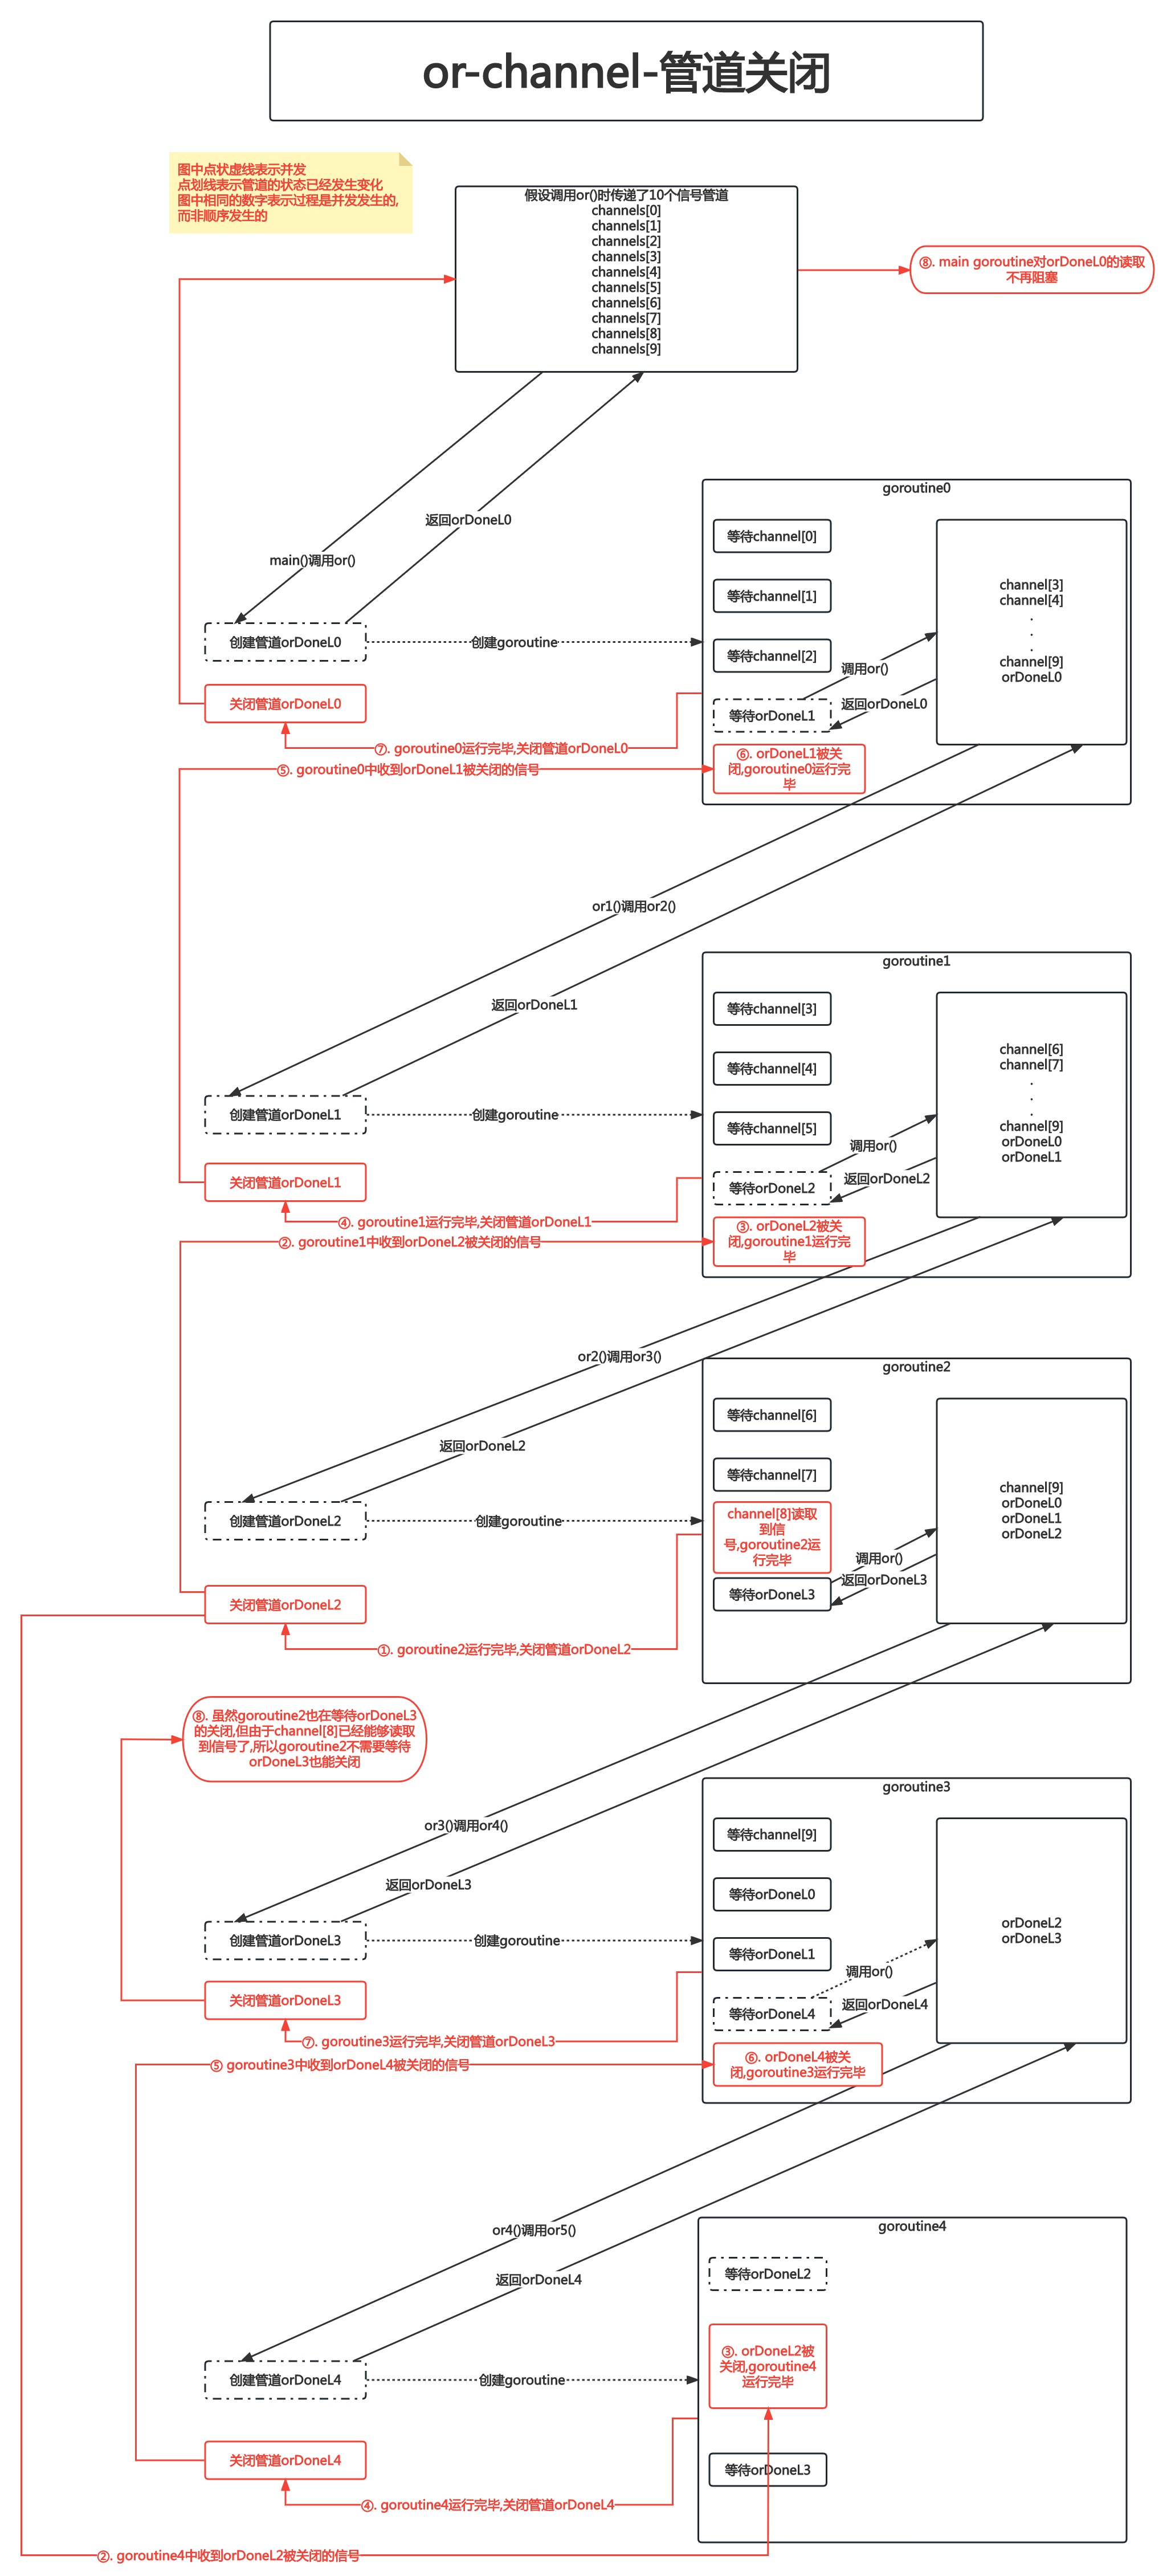 or-channel-管道关闭
图中点状虚线表示并发
点划线表示管道的状态已经发生变化
图中相同的数字表示过程是并发发生的,
而非顺序发生的
假设调用or()时传递了10个信号管道
channels[0]
channels[1]
channels[2]
channels[3]
channels[4]
channels[5]
channels[6]
channels[7]
channels[8]
channels[9]
⑧. main goroutine对orDoneL0的读取
不再阻塞
返回orDoneL0
main()调用or()
创建管道orDoneL0
创建goroutine
关闭管道orDoneL0
⑦. goroutine0运行完毕,关闭管道orDoneL0
⑤. goroutine0中收到orDoneL1被关闭的信号
goroutine0
等待channel[0]
等待channel[1]
等待channel[2]
等待orDoneL1
调用or()
返回orDoneL0
channel[3]
channel[4]
.
.
.
channel[9]
orDoneL0
⑥. orDoneL1被关
闭,goroutine0运行完
毕
or1()调用or2()
返回orDoneL1
创建管道orDoneL1
创建goroutine
关闭管道orDoneL1
④. goroutine1运行完毕,关闭管道orDoneL1
②. goroutine1中收到orDoneL2被关闭的信号
goroutine1
等待channel[3]
等待channel[4]
等待channel[5]
等待orDoneL2
调用or()
返回orDoneL2
channel[6]
channel[7]
.
.
.
channel[9]
orDoneL0
orDoneL1
③. orDoneL2被关
闭,goroutine1运行完
毕
or2()调用or3()
返回orDoneL2
创建管道orDoneL2
创建goroutine
关闭管道orDoneL2
①. goroutine2运行完毕,关闭管道orDoneL2
goroutine2
等待channel[6]
等待channel[7]
channel[8]读取
到信
号,goroutine2运
行完毕
等待orDoneL3
调用or()
返回orDoneL3
channel[9]
orDoneL0
orDoneL1
orDoneL2
⑧. 虽然goroutine2也在等待orDoneL3
的关闭,但由于channel[8]已经能够读取
到信号了,所以goroutine2不需要等待
orDoneL3也能关闭
or3()调用or4()
返回orDoneL3
创建管道orDoneL3
创建goroutine
关闭管道orDoneL3
⑦. goroutine3运行完毕,关闭管道orDoneL3
⑤ goroutine3中收到orDoneL4被关闭的信号
goroutine3
等待channel[9]
等待orDoneL0
等待orDoneL1
等待orDoneL4
调用or()
返回orDoneL4
orDoneL2
orDoneL3
⑥. orDoneL4被关
闭,goroutine3运行完毕
or4()调用or5()
返回orDoneL4
创建管道orDoneL4
创建goroutine
关闭管道orDoneL4
④. goroutine4运行完毕,关闭管道orDoneL4
②. goroutine4中收到orDoneL2被关闭的信号
goroutine4
等待orDoneL2
③. orDoneL2被
关闭,goroutine4
运行完毕
等待orDoneL3